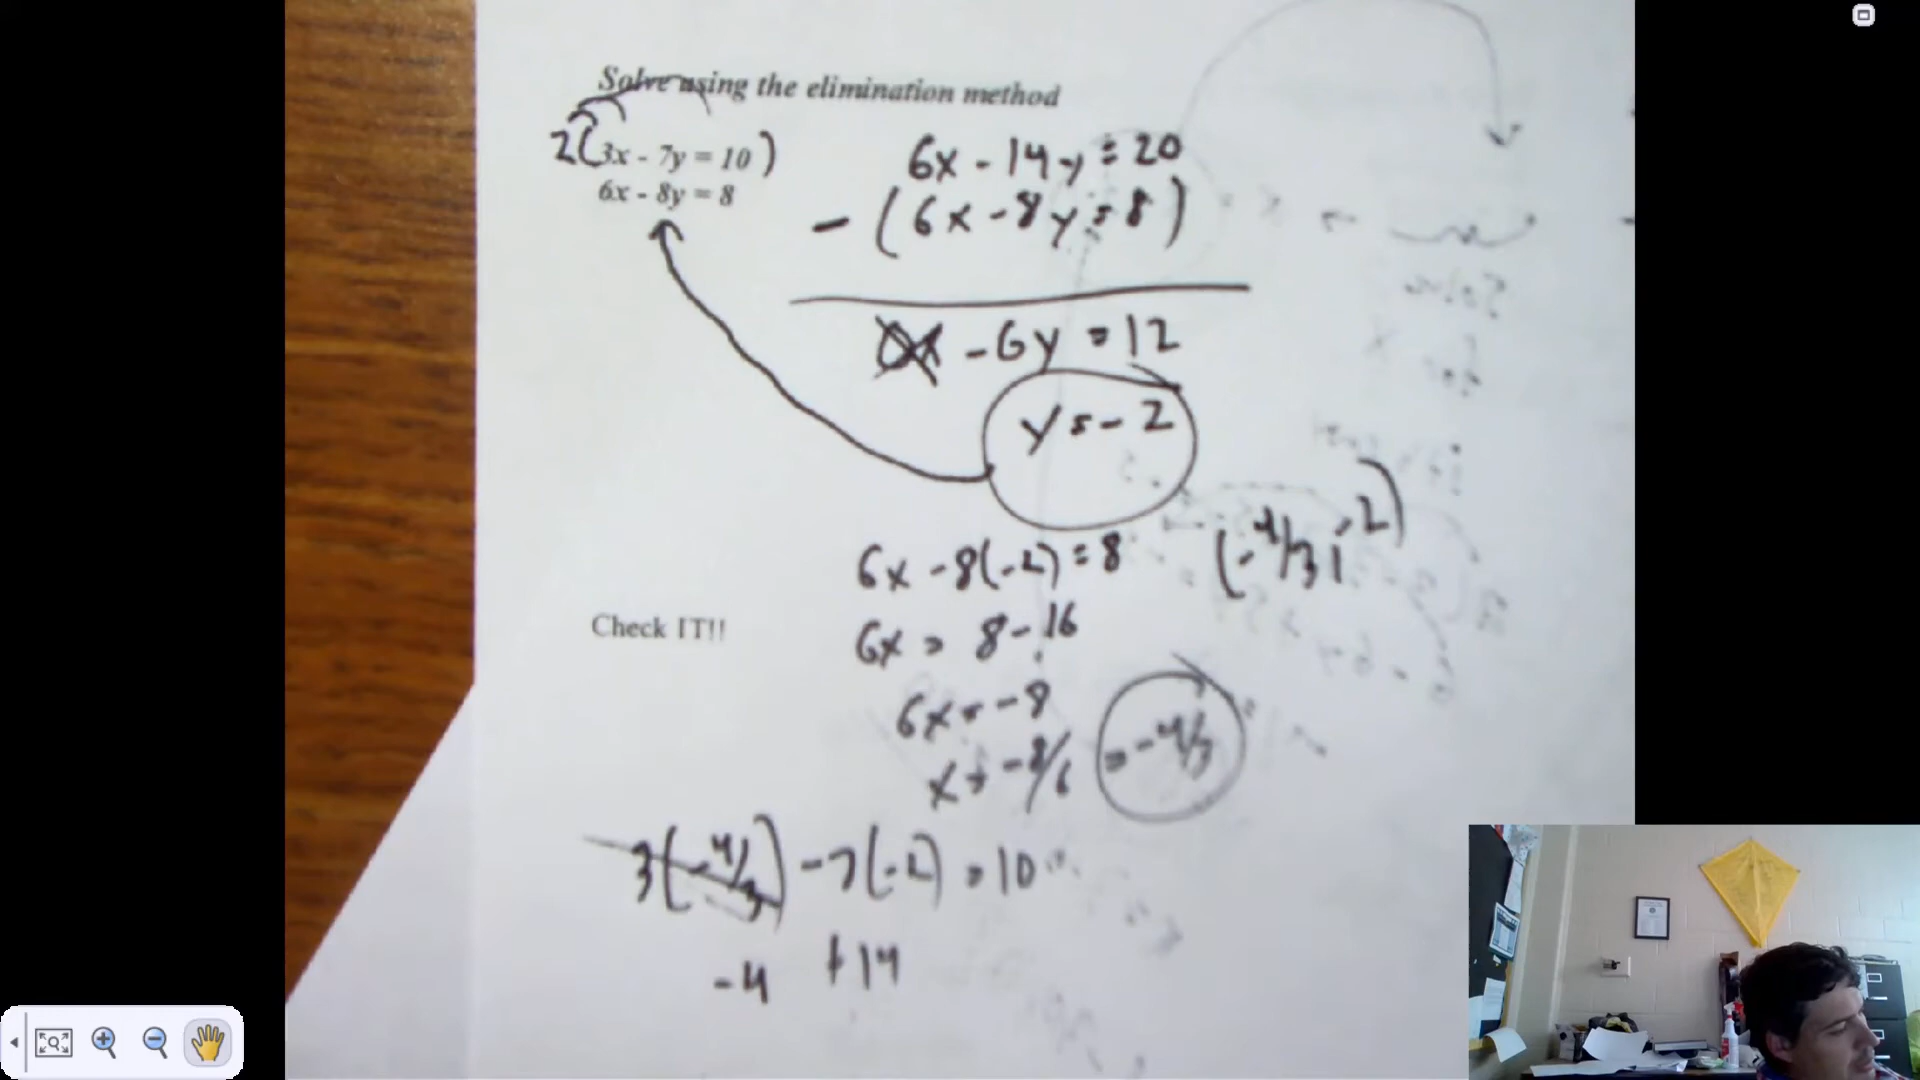 Solve using the elimination method
2(3x - 7y = 10)
6x - 8y = 8
6x - 14y = 20
- (6x - 8y = 8)
0x - 6y = 12
y = -2
6x - 8(-2) = 8
(-4/3, -2)
6x = 8 - 16
Check IT!!
6x = -8
x = -8/6 = -4/3
3(-4/3) - 7(-2) = 10
-4 + 14